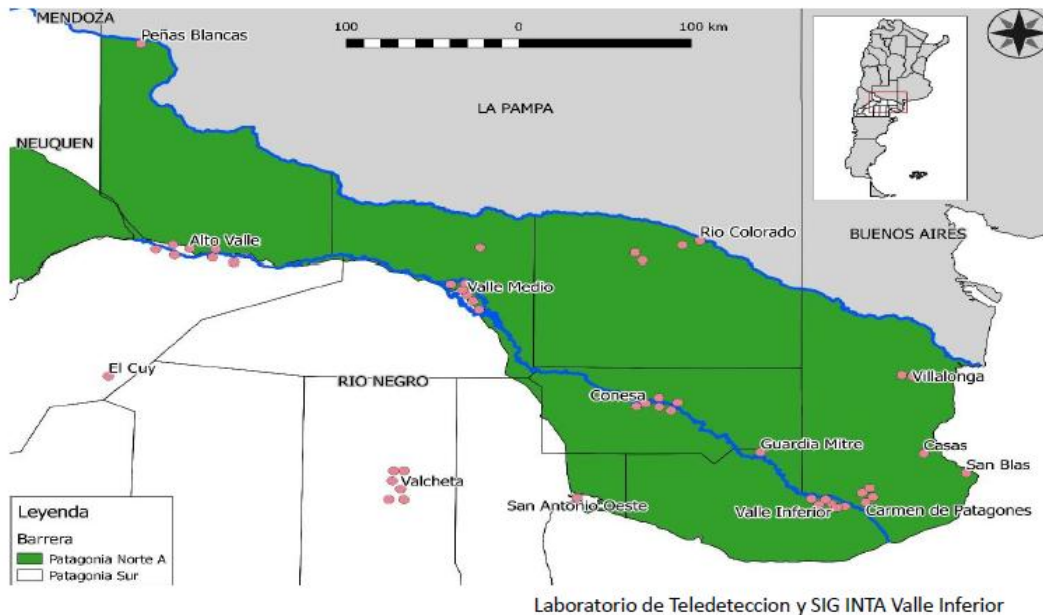 MENDOZA
Peñas Blancas
100 0 100 km
LA PAMPA
NEUQUEN
Alto Valle
Rio Colorado
BUENOS AIRES
Valle Medio
El Cuy
RIO NEGRO
Villalonga
Conesa
Guardia Mitre
Casas
San Blas
Valcheta
San Antonio Oeste
Valle Inferior
Carmen de Patagones
Leyenda
Barrera
Patagonia Norte A
Patagonia Sur
Laboratorio de Teledeteccion y SIG INTA Valle Inferior